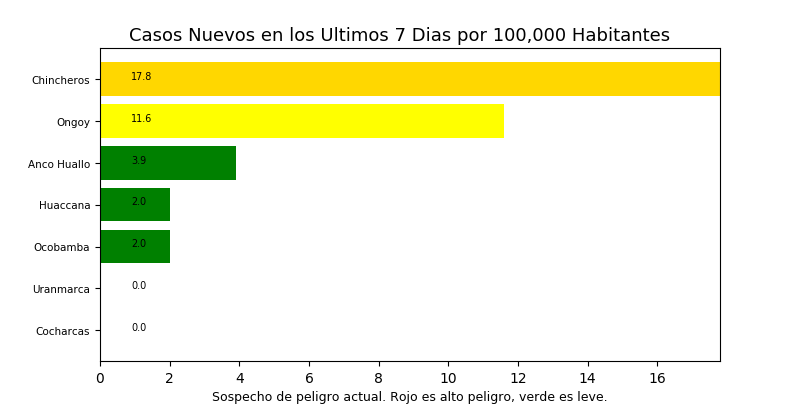 Casos Nuevos en los Ultimos 7 Dias por 100,000 Habitantes
Chincheros 17.8
Ongoy 11.6
Anco Huallo 3.9
Huaccana 2.0
Ocobamba 2.0
Uranmarca 0.0
Cocharcas 0.0
0 2 4 6 8 10 12 14 16
Sospecho de peligro actual. Rojo es alto peligro, verde es leve.